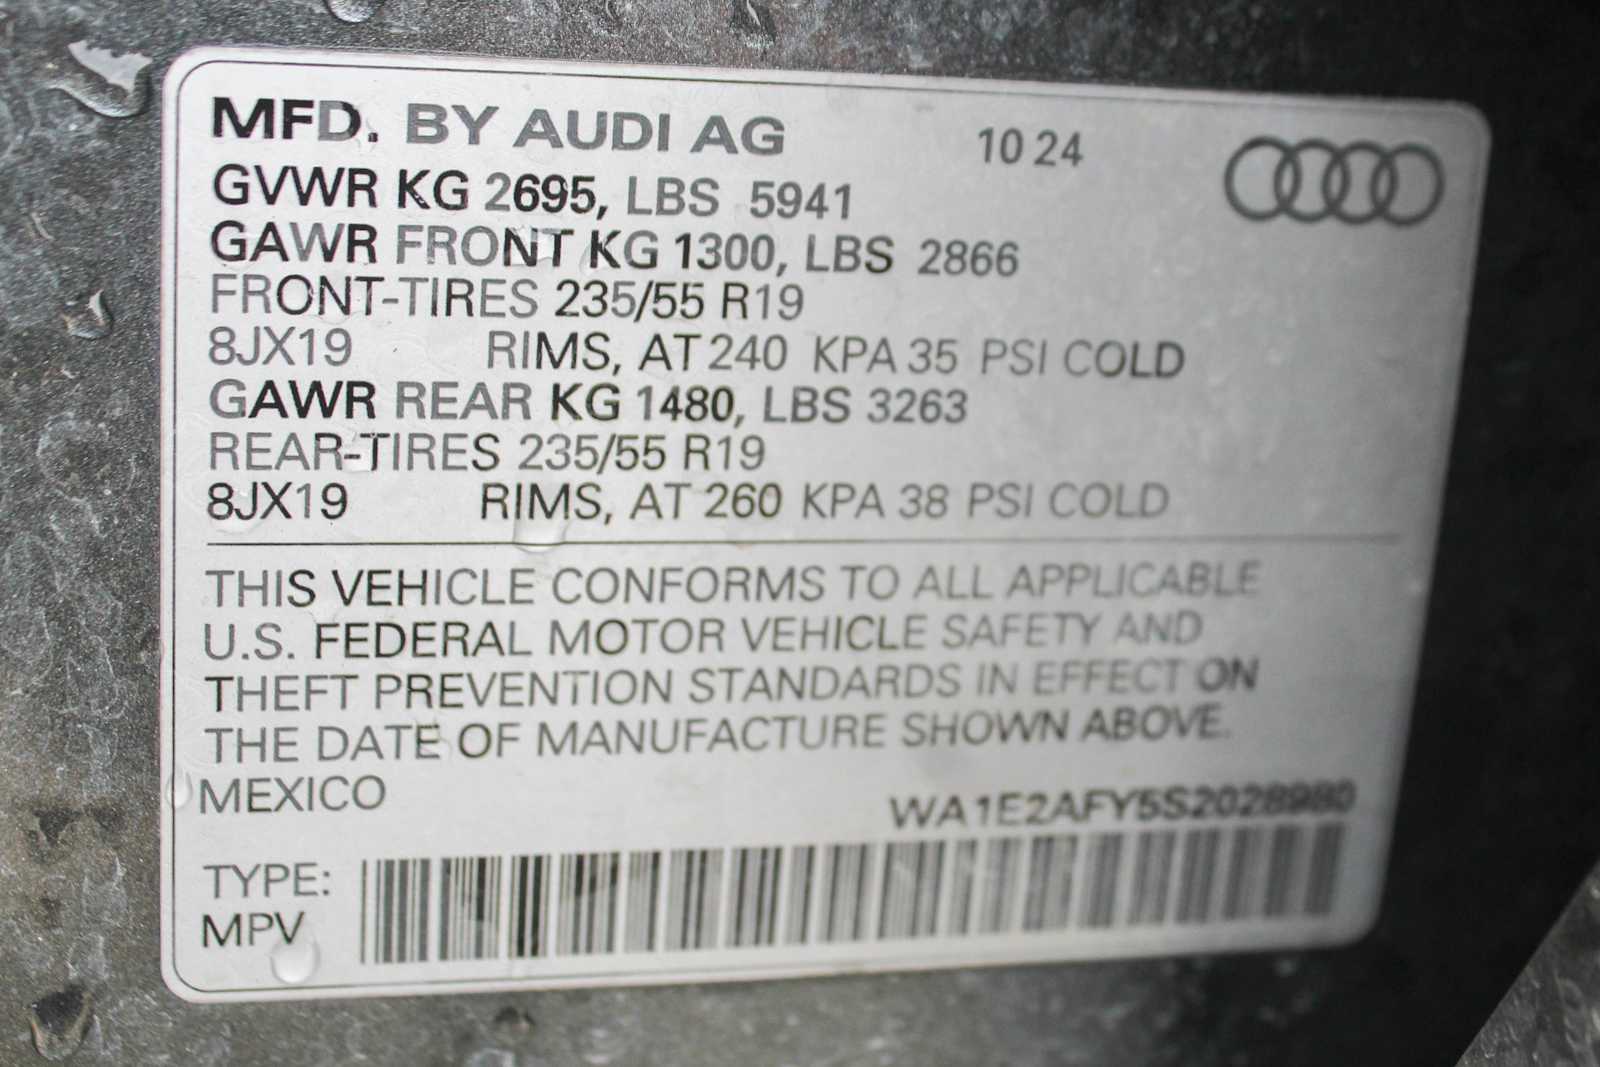 MFD. BY AUDI AG 10 24
GVWR KG 2695, LBS 5941
GAWR FRONT KG 1300, LBS 2866
FRONT-TIRES 235/55 R19
8JX19 RIMS, AT 240 KPA 35 PSI COLD
GAWR REAR KG 1480, LBS 3263
REAR-TIRES 235/55 R19
8JX19 RIMS, AT 260 KPA 38 PSI COLD
THIS VEHICLE CONFORMS TO ALL APPLICABLE
U.S. FEDERAL MOTOR VEHICLE SAFETY AND
THEFT PREVENTION STANDARDS IN EFFECT ON
THE DATE OF MANUFACTURE SHOWN ABOVE.
MEXICO
WA1E2AFY5S2028980
TYPE:
MPV